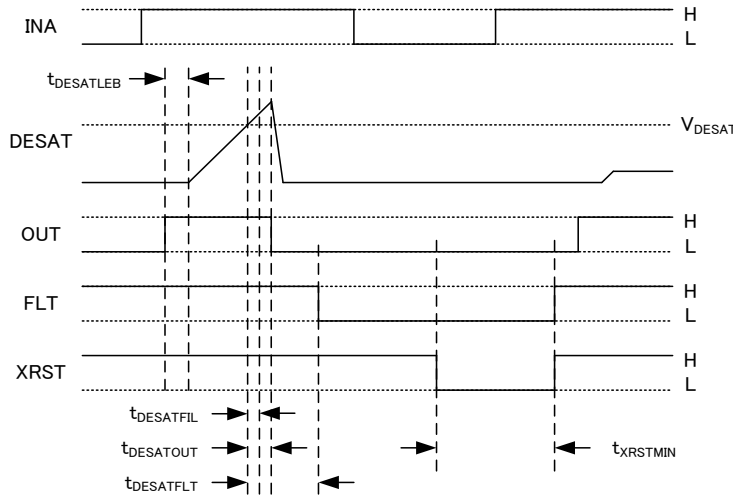 INA
H
L
tDESATLEB
VDESAT
DESAT
OUT
H
L
FLT
H
L
XRST
H
L
tDESATFIL
tDESATOUT
tXRSTMIN
tDESATFLT